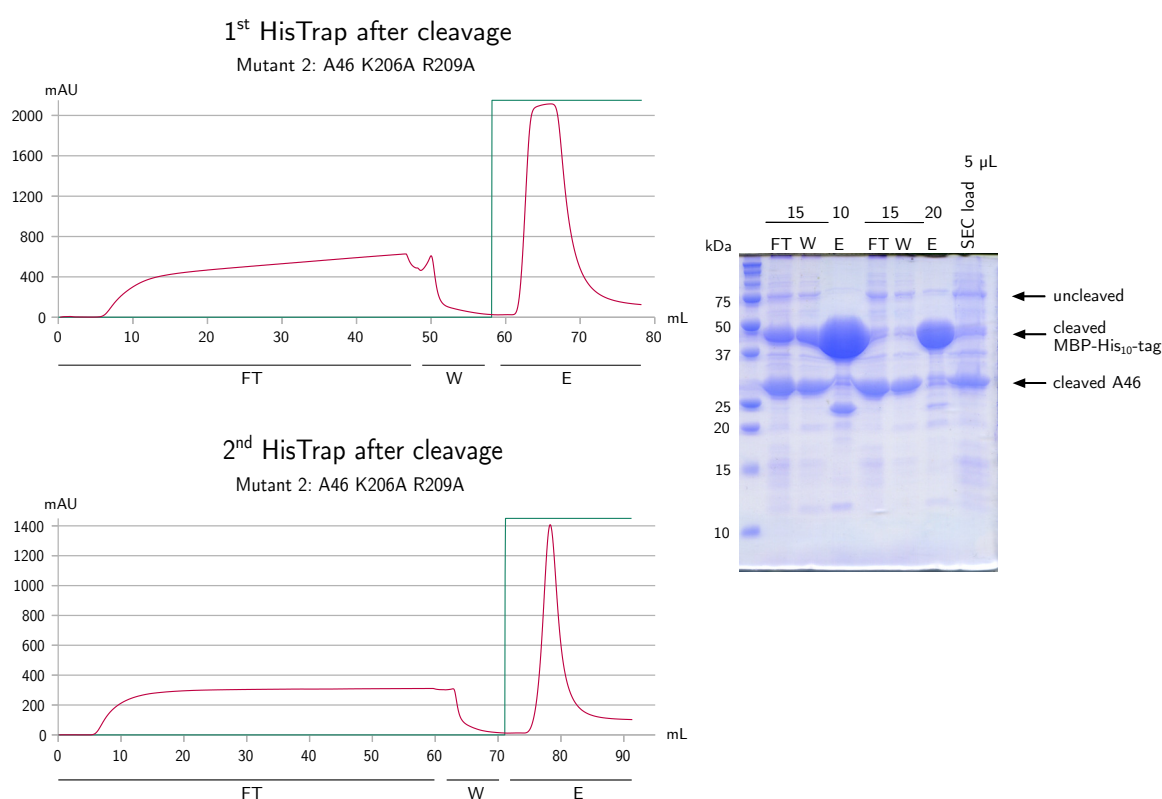 1st HisTrap after cleavage
Mutant 2: A46 K206A R209A
mAU
2000
1600
1200
800
400
0
0 10 20 30 40 50 60 70 80 mL
FT W E
2nd HisTrap after cleavage
Mutant 2: A46 K206A R209A
mAU
1400
1200
1000
800
600
400
200
0
0 10 20 30 40 50 60 70 80 90 mL
FT W E
5 µL
15 10 15 20 SEC load
kDa FT W E FT W E
75
50
37
25
20
15
10
uncleaved
cleaved
MBP-His10-tag
cleaved A46